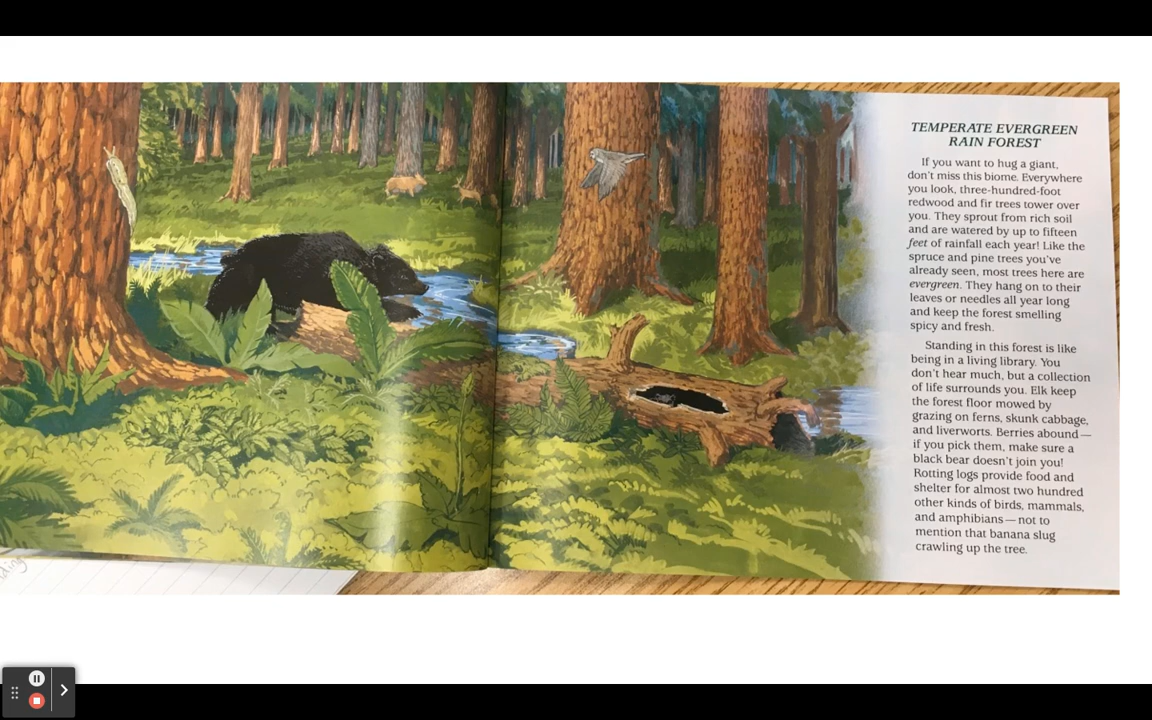 TEMPERATE EVERGREEN
RAIN FOREST
If you want to hug a giant,
don't miss this biome. Everywhere
you look, three-hundred-foot
redwood and fir trees tower over
you. They sprout from rich soil
and are watered by up to fifteen
feet of rainfall each year! Like the
spruce and pine trees you've
already seen, most trees here are
evergreen. They hang on to their
leaves or needles all year long
and keep the forest smelling
spicy and fresh.
Standing in this forest is like
being in a living library. You
don't hear much, but a collection
of life surrounds you. Elk keep
the forest floor mowed by
grazing on ferns, skunk cabbage,
and liverworts. Berries abound—
if you pick them, make sure a
black bear doesn't join you!
Rotting logs provide food and
shelter for almost two hundred
other kinds of birds, mammals,
and amphibians—not to
mention that banana slug
crawling up the tree.